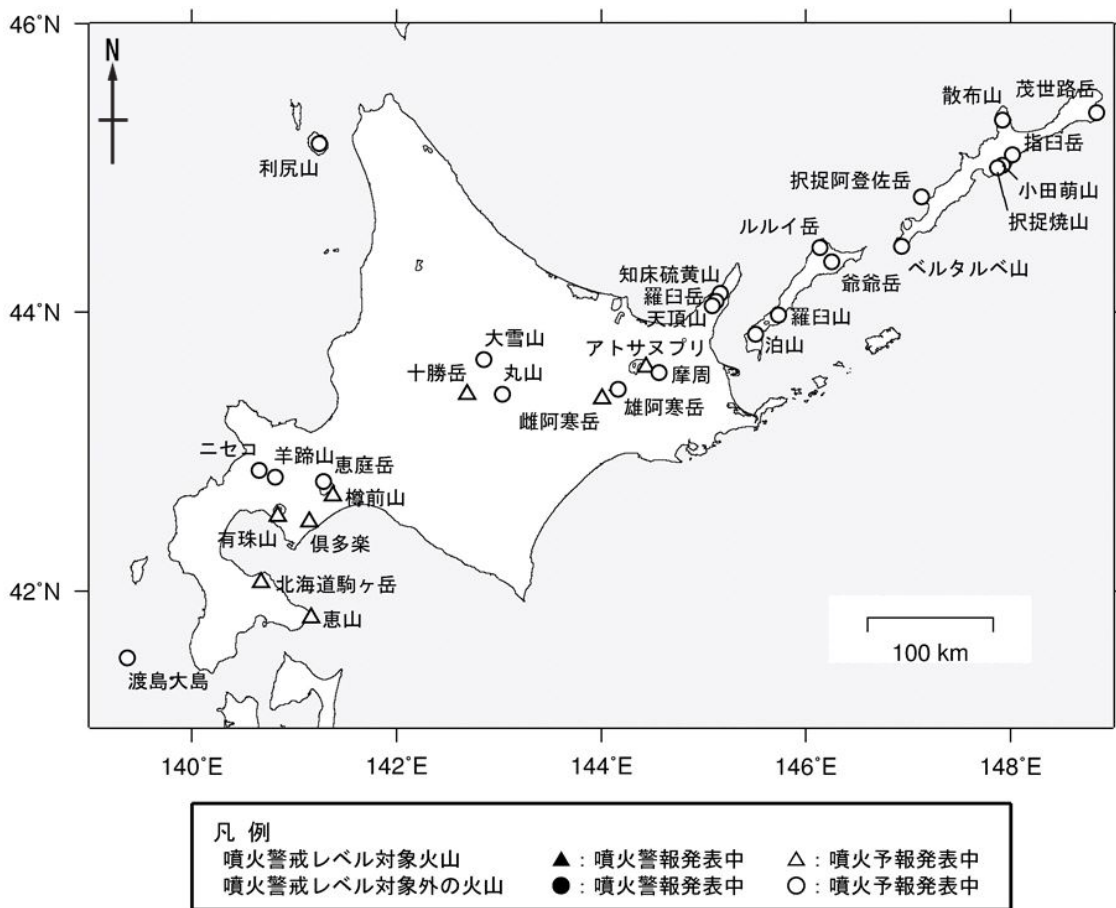 46°N
N
茂世路岳
散布山
指臼岳
利尻山
択捉阿登佐岳
小田萌山
択捉焼山
ルルイ岳
ベルタルベ山
爺爺岳
知床硫黄山
羅臼岳
44°N
天頂山
羅臼山
泊山
大雪山
アトサヌプリ
十勝岳
丸山
摩周
雌阿寒岳
雄阿寒岳
ニセコ
羊蹄山
恵庭岳
樽前山
有珠山
倶多楽
42°N
北海道駒ヶ岳
恵山
100 km
渡島大島
140°E 142°E 144°E 146°E 148°E
凡 例
噴火警戒レベル対象火山 ▲:噴火警報発表中 △:噴火予報発表中
噴火警戒レベル対象外の火山 ●:噴火警報発表中 ○:噴火予報発表中